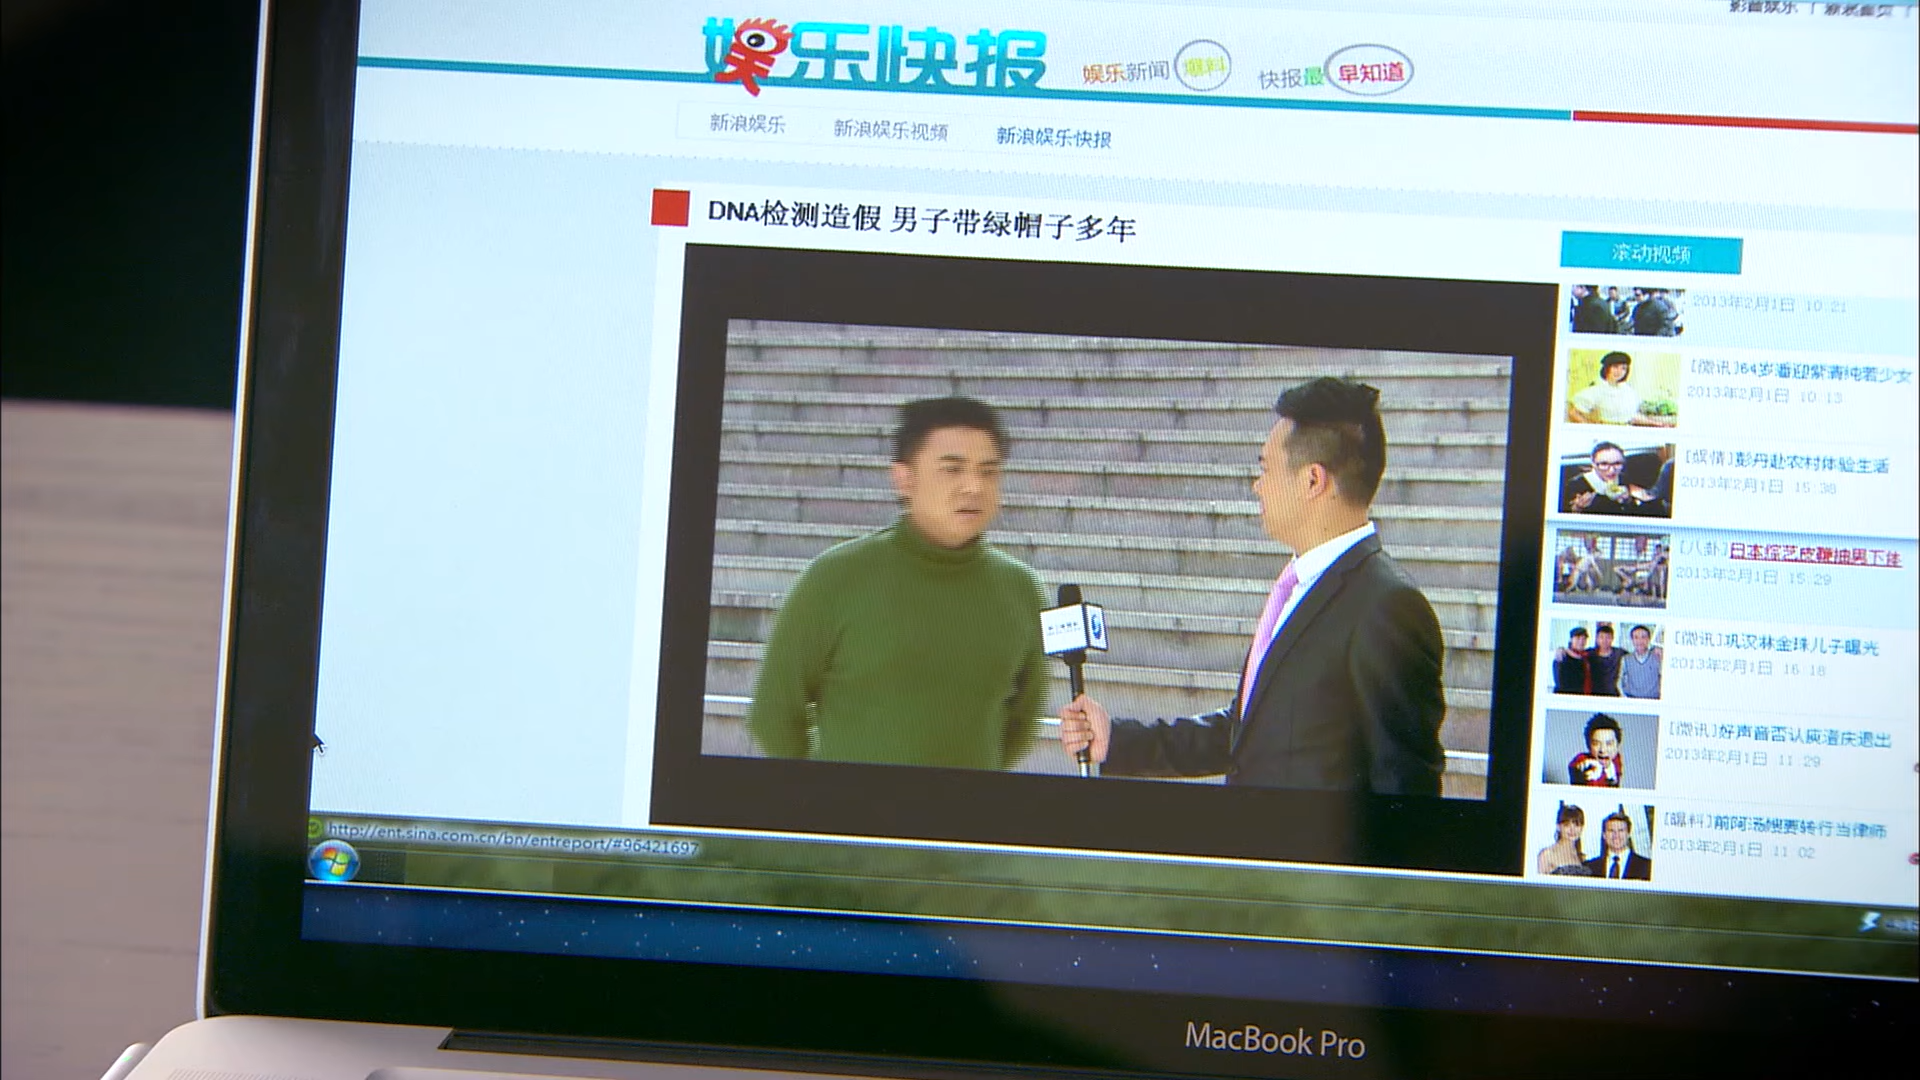 娱乐快报
娱乐新闻 爆料 快报最 早知道
新浪娱乐 新浪娱乐视频 新浪娱乐快报
DNA检测造假 男子带绿帽子多年
滚动视频
2013年2月1日 10:21
[微讯]64岁潘迎紫清纯若少女
2013年2月1日 10:13
[娱情]彭丹赴农村体验生活
2013年2月1日 15:38
[八卦]日本综艺皮鞭抽男下体
2013年2月1日 15:29
[微讯]巩汉林金珠儿子曝光
2013年2月1日 16:18
[微讯]好声音否认庾澄庆退出
2013年2月1日 11:29
[曝料]前阿汤嫂要转行当律师
2013年2月1日 11:02
http://ent.sina.com.cn/bn/entreport/#96421697
MacBook Pro